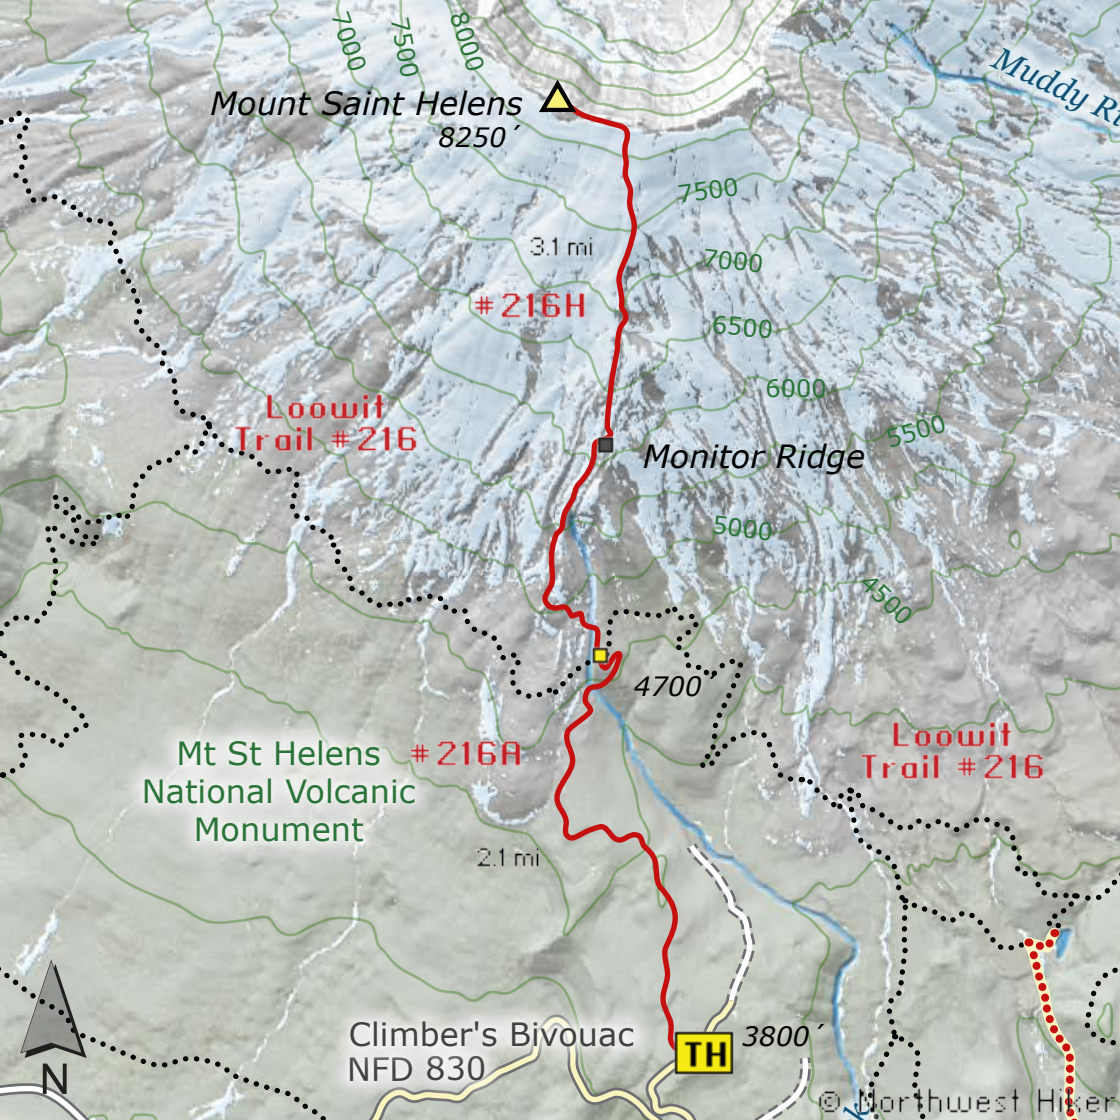 7000
7500
8000
Muddy
Mount Saint Helens
8250´
7500
3.1 mi
7000
#216H
6500
6000
Loowit
Trail #216
5500
Monitor Ridge
5000
4500
4700
Loowit
Trail #216
Mt St Helens
National Volcanic
Monument
#216A
2.1 mi
Climber's Bivouac
NFD 830
TH
3800´
N
© Northwest Hiker